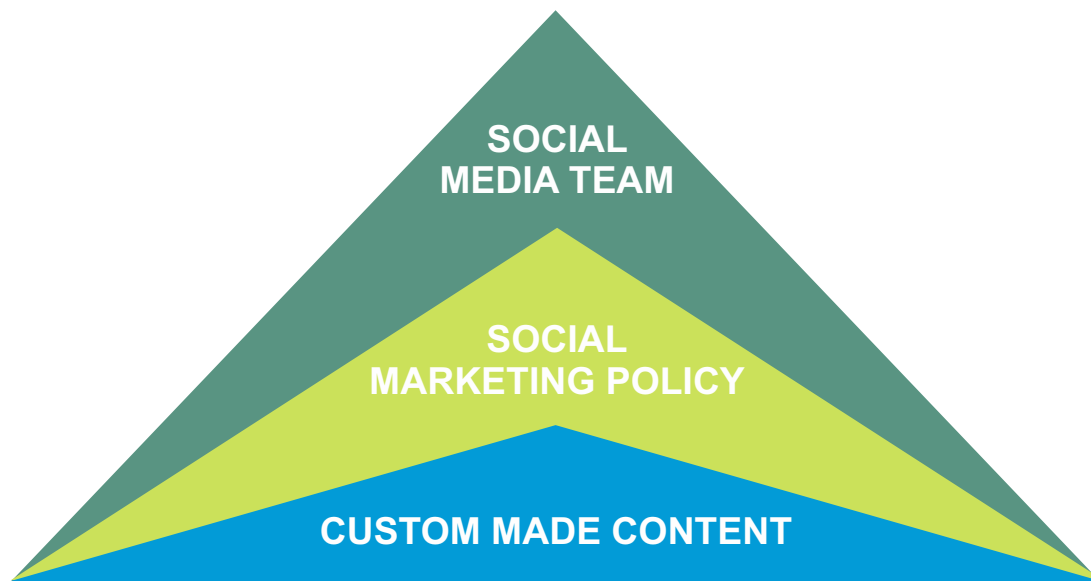 SOCIAL
MEDIA TEAM
SOCIAL
MARKETING POLICY
CUSTOM MADE CONTENT